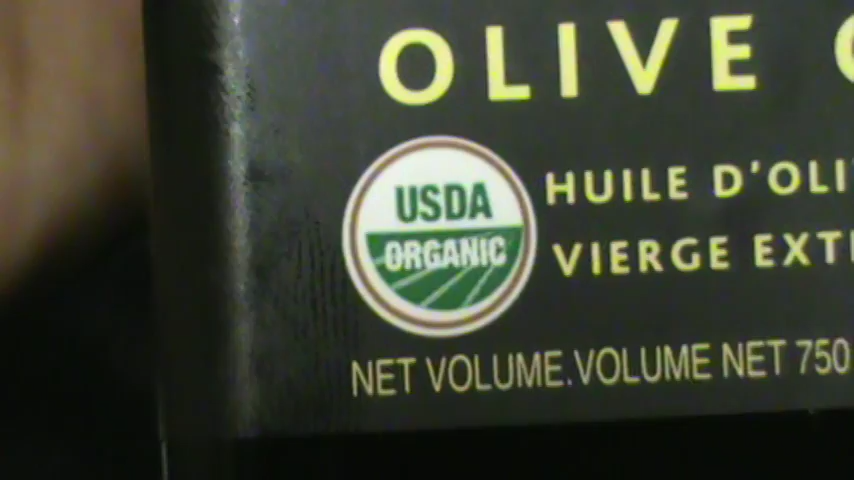 OLIVE
USDA
ORGANIC
HUILE D'OLI
VIERGE EXT
NET VOLUME.VOLUME NET 750